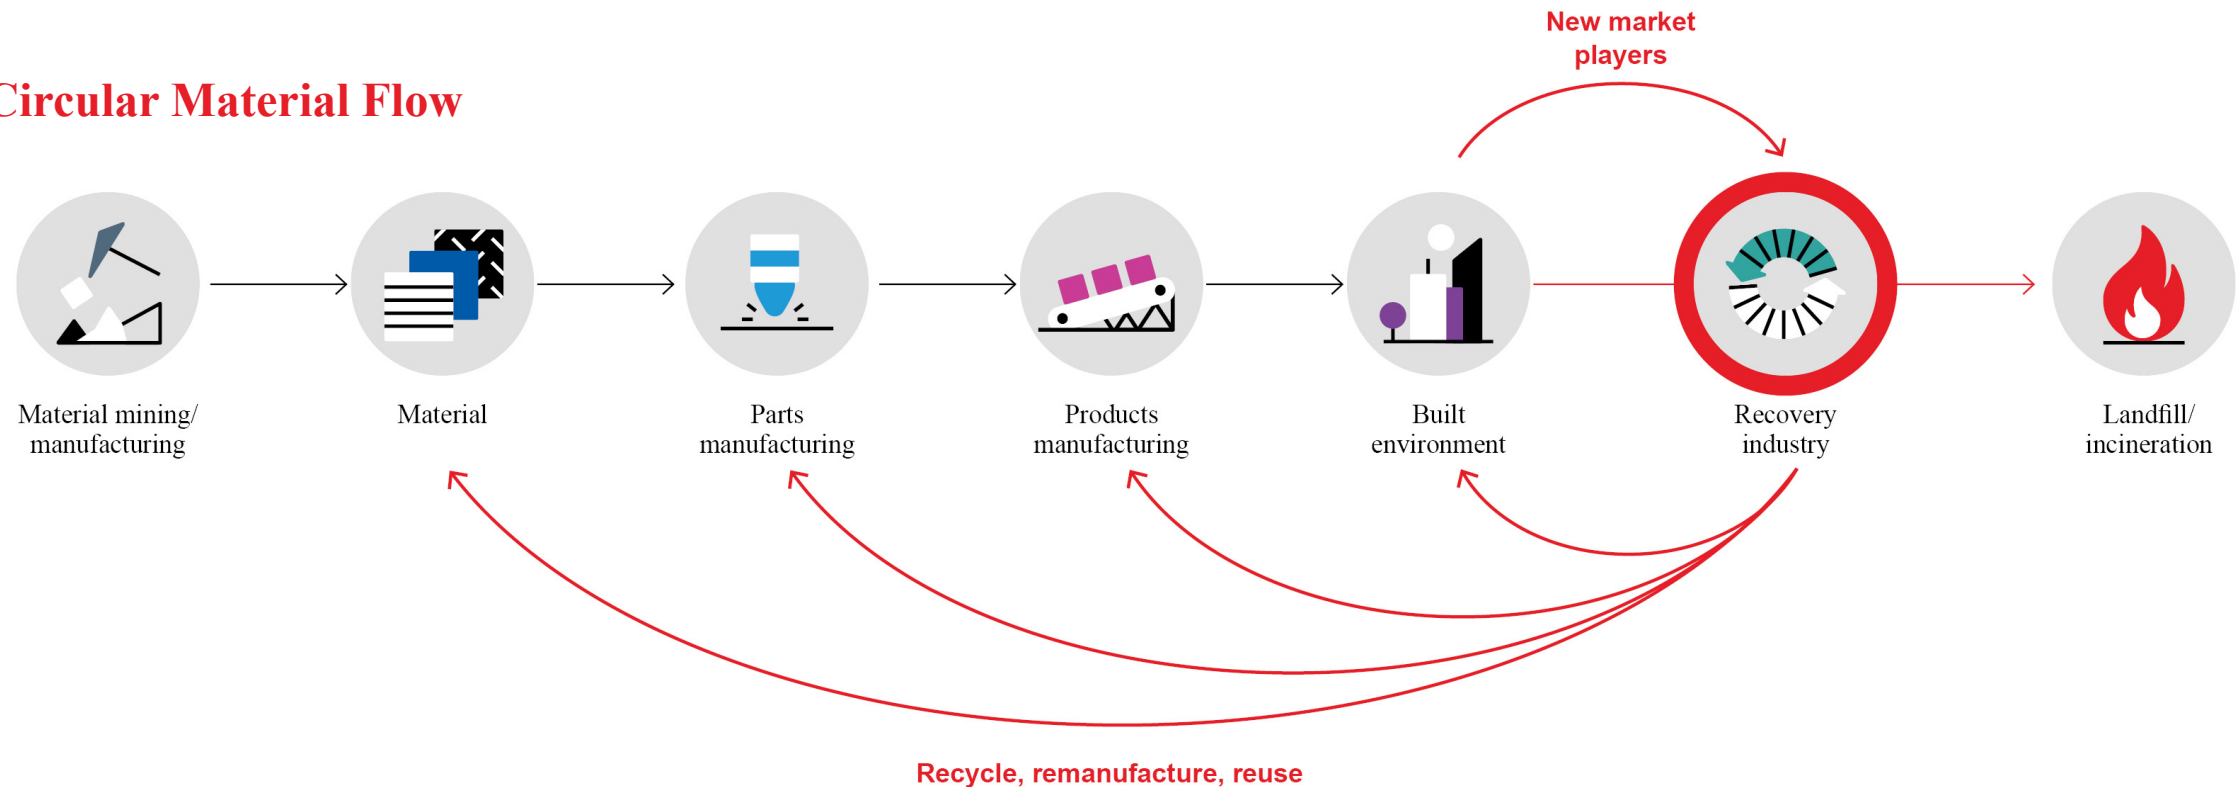 New market
players
Circular Material Flow
Material mining/
manufacturing
Material
Parts
manufacturing
Products
manufacturing
Built
environment
Recovery
industry
Landfill/
incineration
Recycle, remanufacture, reuse